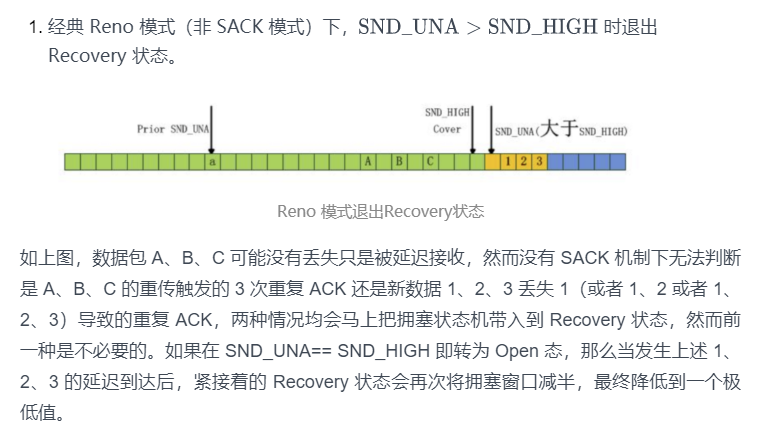 1. 经典 Reno 模式（非 SACK 模式）下，SND_UNA > SND_HIGH 时退出
Recovery 状态。
Prior SND_UNA
SND_HIGH
Cover
SND_UNA(大于SND_HIGH)
a A B C 1 2 3
Reno 模式退出Recovery状态
如上图，数据包 A、B、C 可能没有丢失只是被延迟接收，然而没有 SACK 机制下无法判断
是 A、B、C 的重传触发的 3 次重复 ACK 还是新数据 1、2、3 丢失 1（或者 1、2 或者 1、
2、3）导致的重复 ACK，两种情况均会马上把拥塞状态机带入到 Recovery 状态，然而前
一种是不必要的。如果在 SND_UNA== SND_HIGH 即转为 Open 态，那么当发生上述 1、
2、3 的延迟到达后，紧接着的 Recovery 状态会再次将拥塞窗口减半，最终降低到一个极
低值。